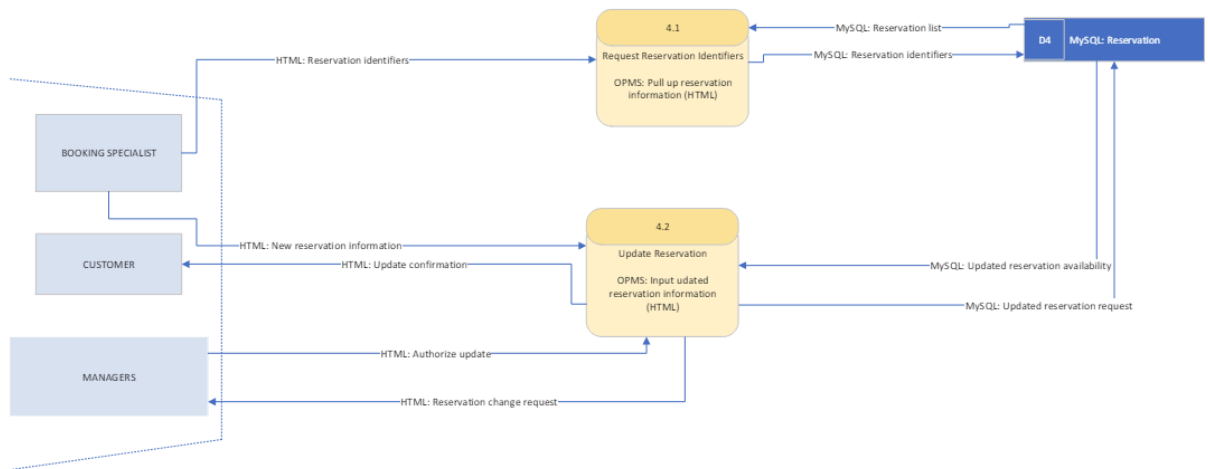 4.1
MySQL: Reservation list
D4
MySQL: Reservation
Request Reservation Identifiers
MySQL: Reservation identifiers
HTML: Reservation identifiers
OPMS: Pull up reservation
information (HTML)
BOOKING SPECIALIST
4.2
HTML: New reservation information
Update Reservation
CUSTOMER
HTML: Update confirmation
MySQL: Updated reservation availability
OPMS: Input udated
reservation information
(HTML)
MySQL: Updated reservation request
HTML: Authorize update
MANAGERS
HTML: Reservation change request